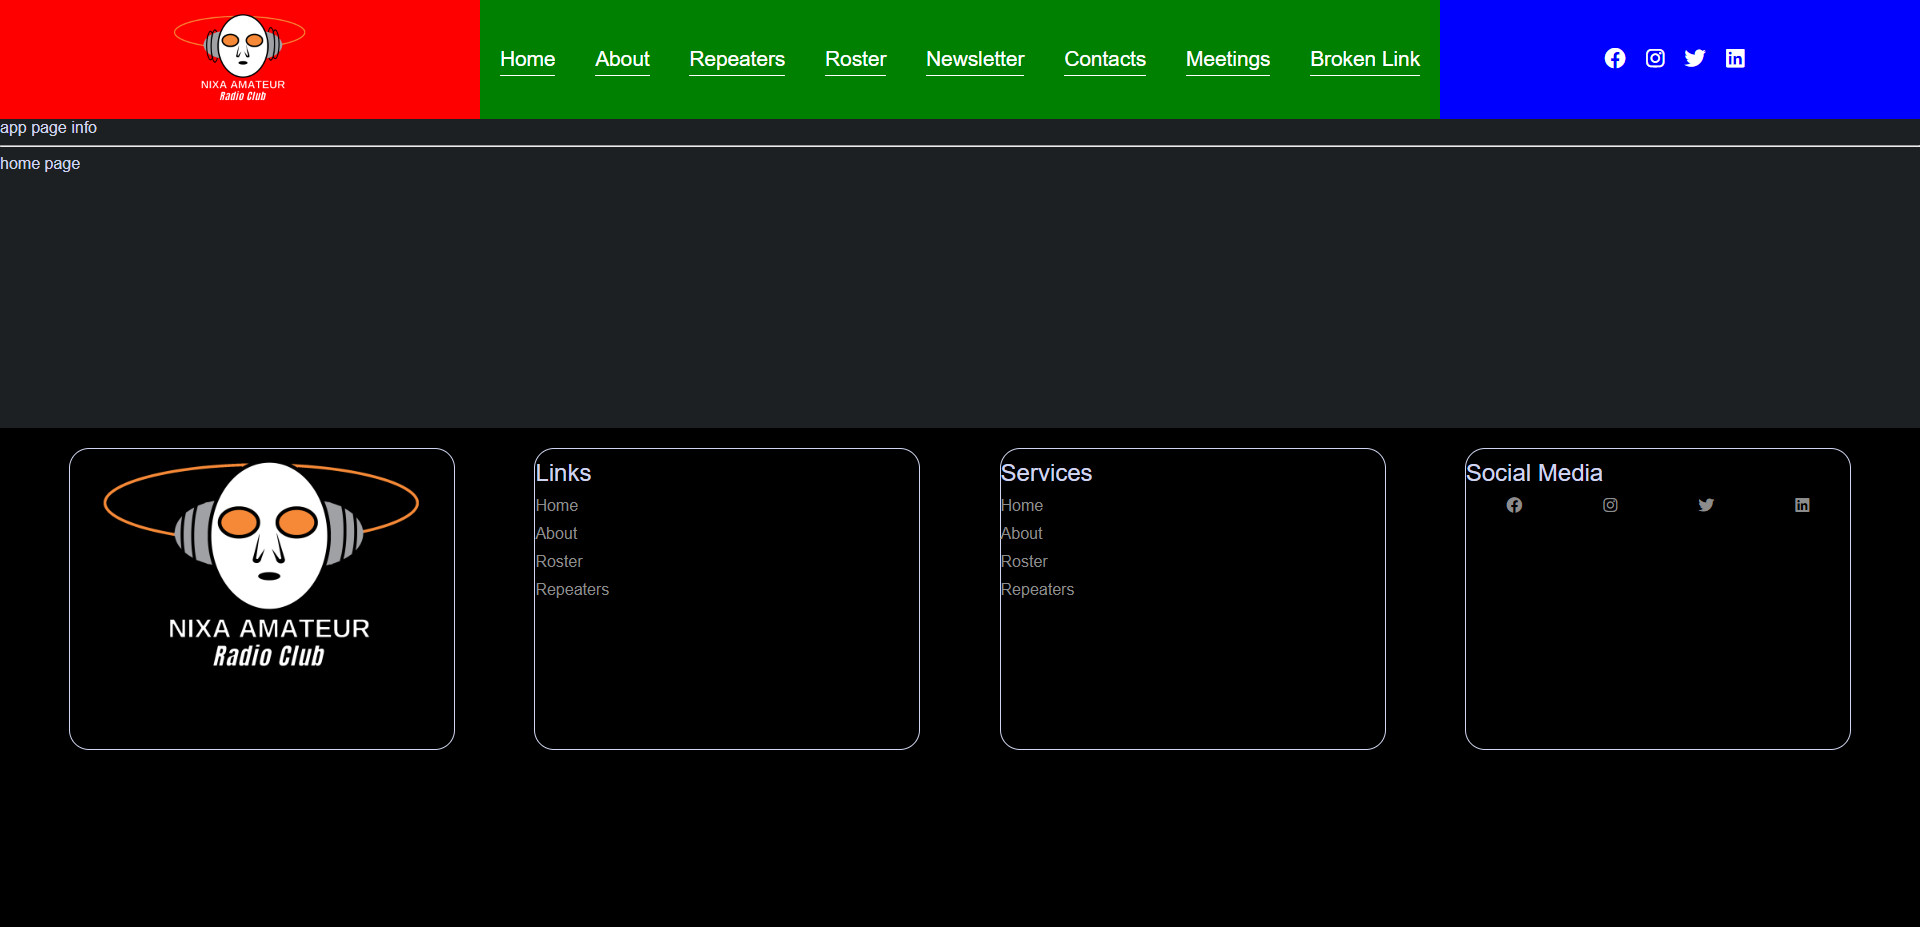 NIXA AMATEUR
Radio Club
Home About Repeaters Roster Newsletter Contacts Meetings Broken Link
app page info
home page
NIXA AMATEUR
Radio Club
Links
Home
About
Roster
Repeaters
Services
Home
About
Roster
Repeaters
Social Media